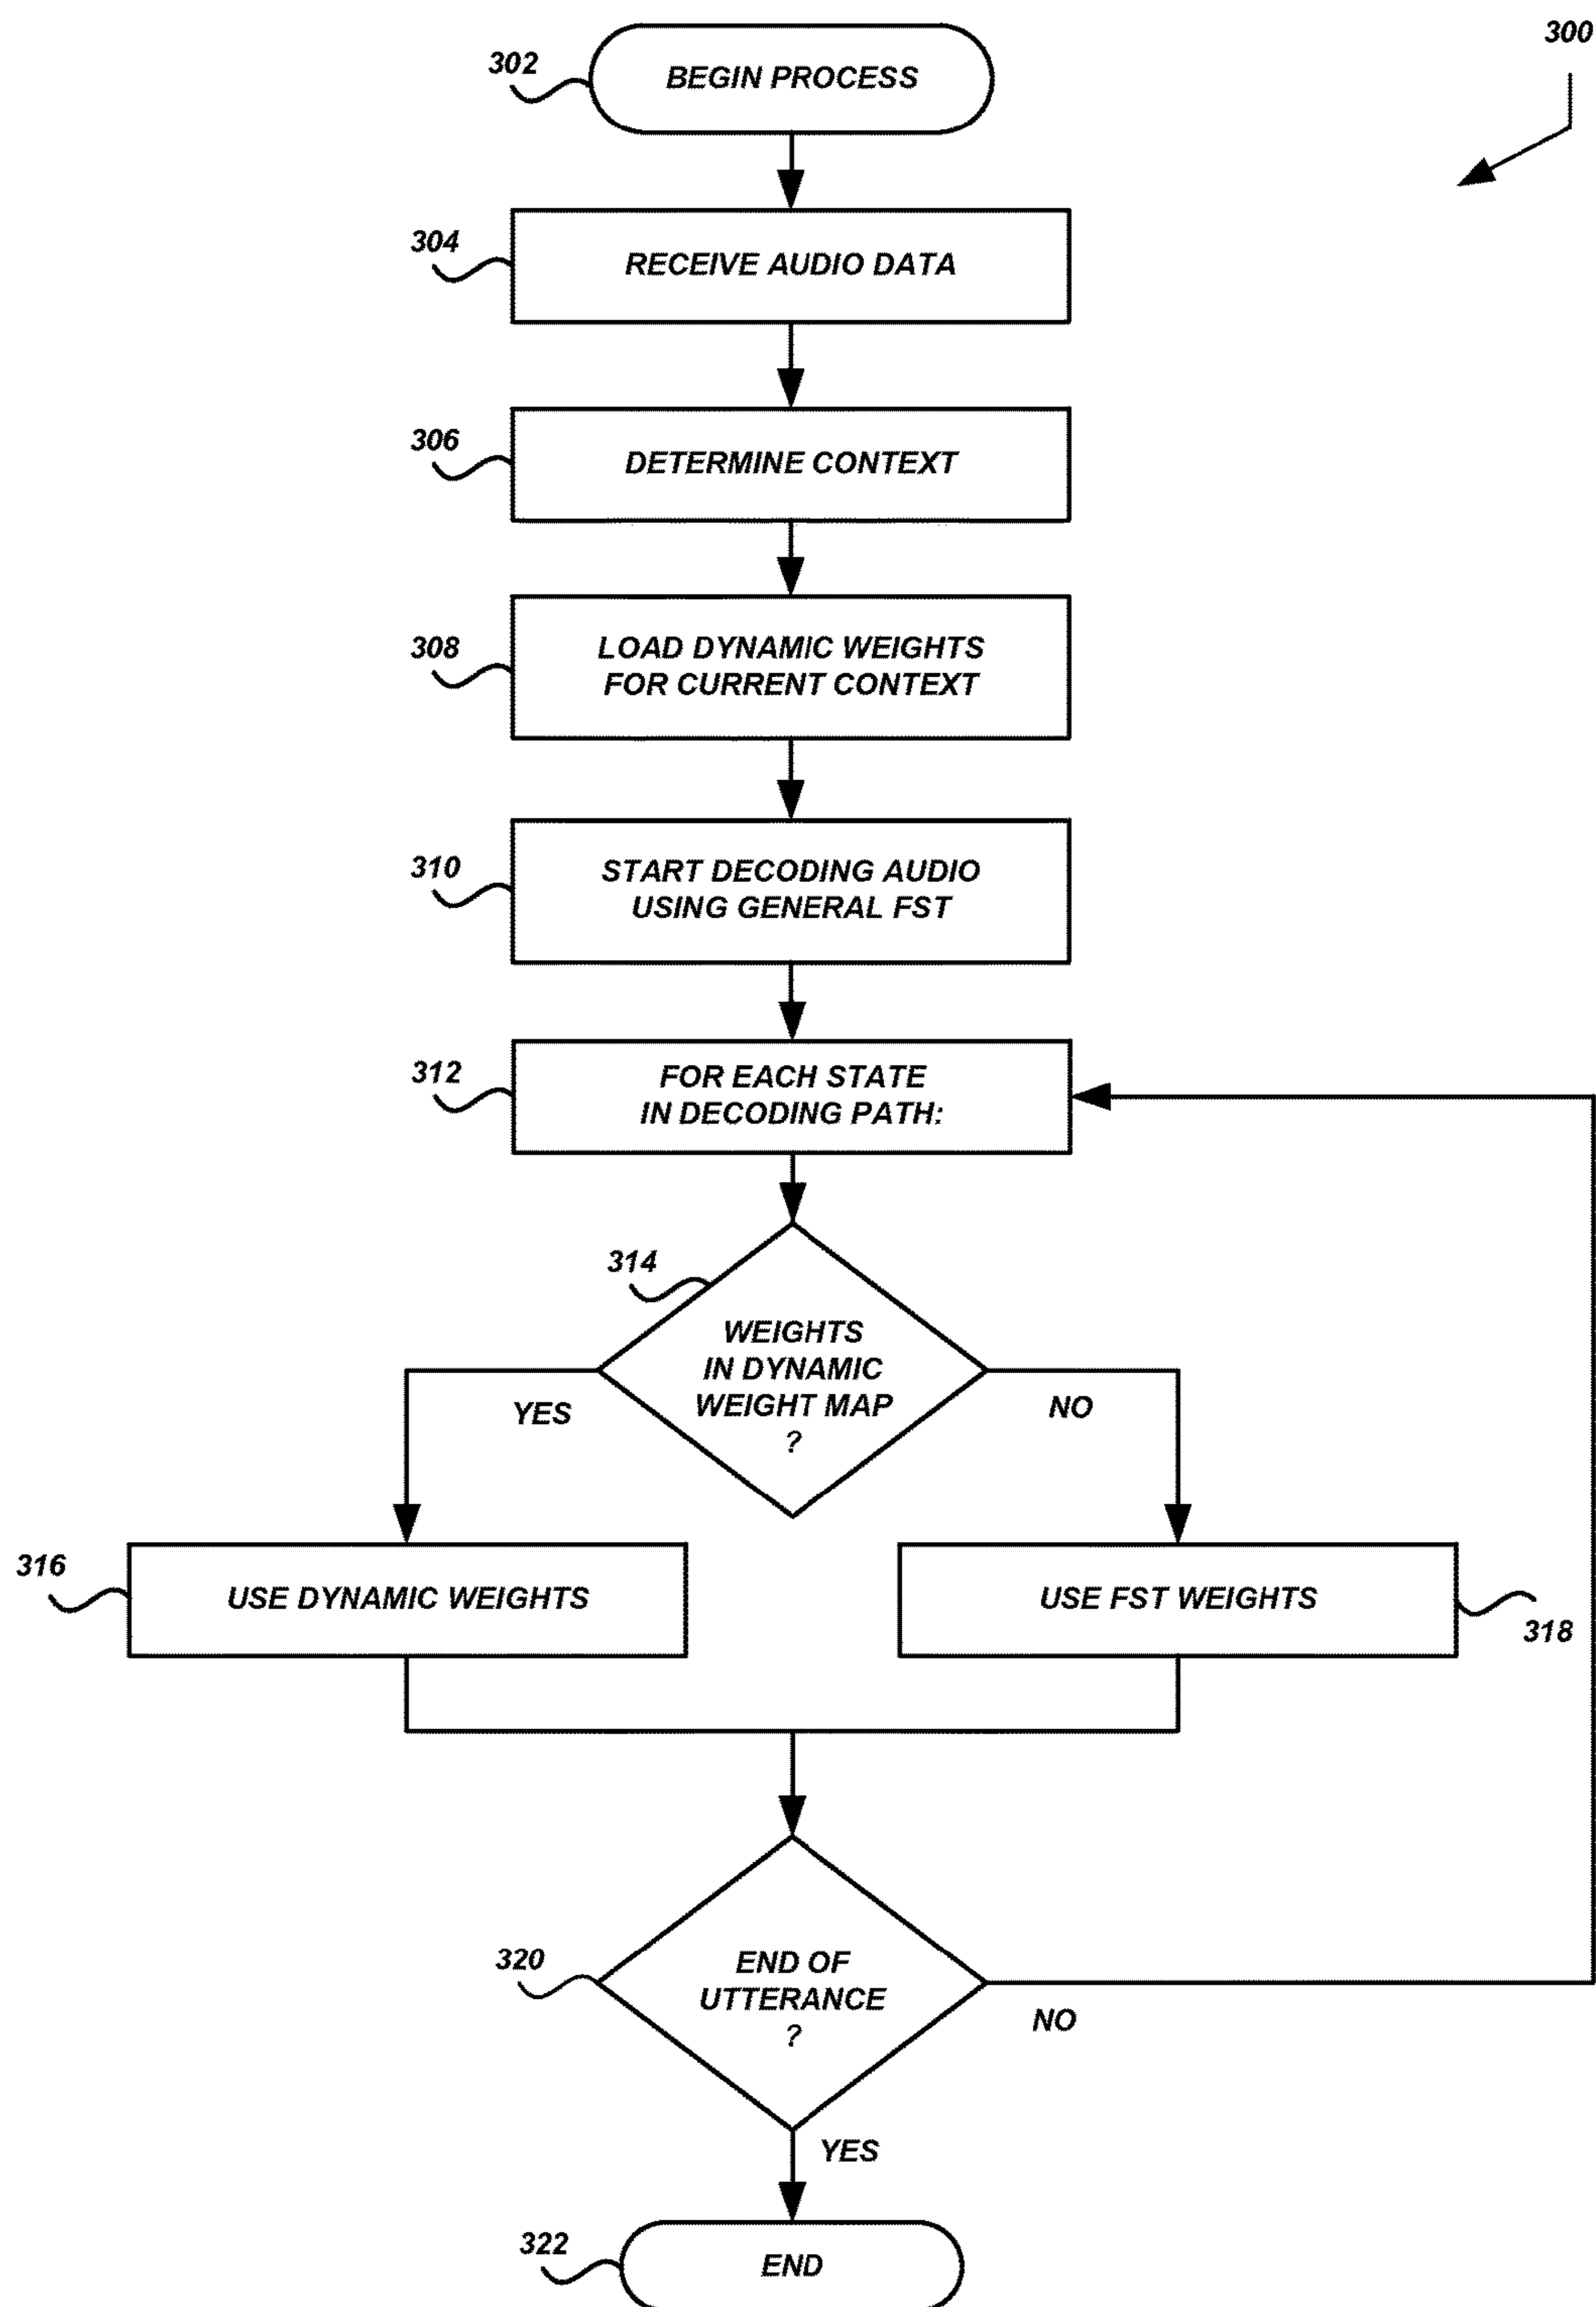 300
302
BEGIN PROCESS
304
RECEIVE AUDIO DATA
306
DETERMINE CONTEXT
308
LOAD DYNAMIC WEIGHTS
FOR CURRENT CONTEXT
310
START DECODING AUDIO
USING GENERAL FST
312
FOR EACH STATE
IN DECODING PATH:
314
WEIGHTS
IN DYNAMIC
WEIGHT MAP
?
YES
NO
316
USE DYNAMIC WEIGHTS
USE FST WEIGHTS
318
320
END OF
UTTERANCE
?
NO
YES
322
END